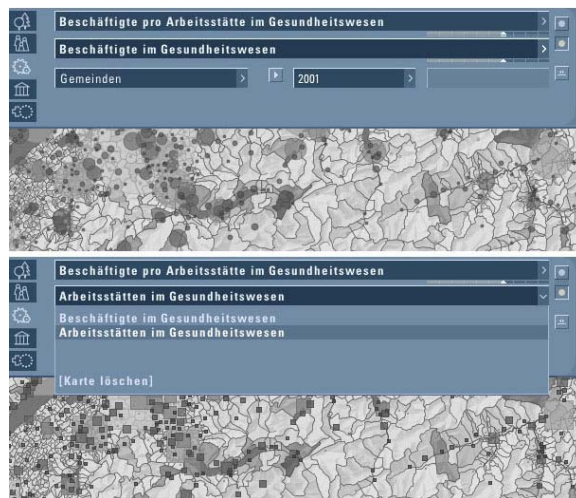 Beschäftigte pro Arbeitsstätte im Gesundheitswesen
Beschäftigte im Gesundheitswesen
Gemeinden
2001
Beschäftigte pro Arbeitsstätte im Gesundheitswesen
Arbeitsstätten im Gesundheitswesen
Beschäftigte im Gesundheitswesen
Arbeitsstätten im Gesundheitswesen
[Karte löschen]